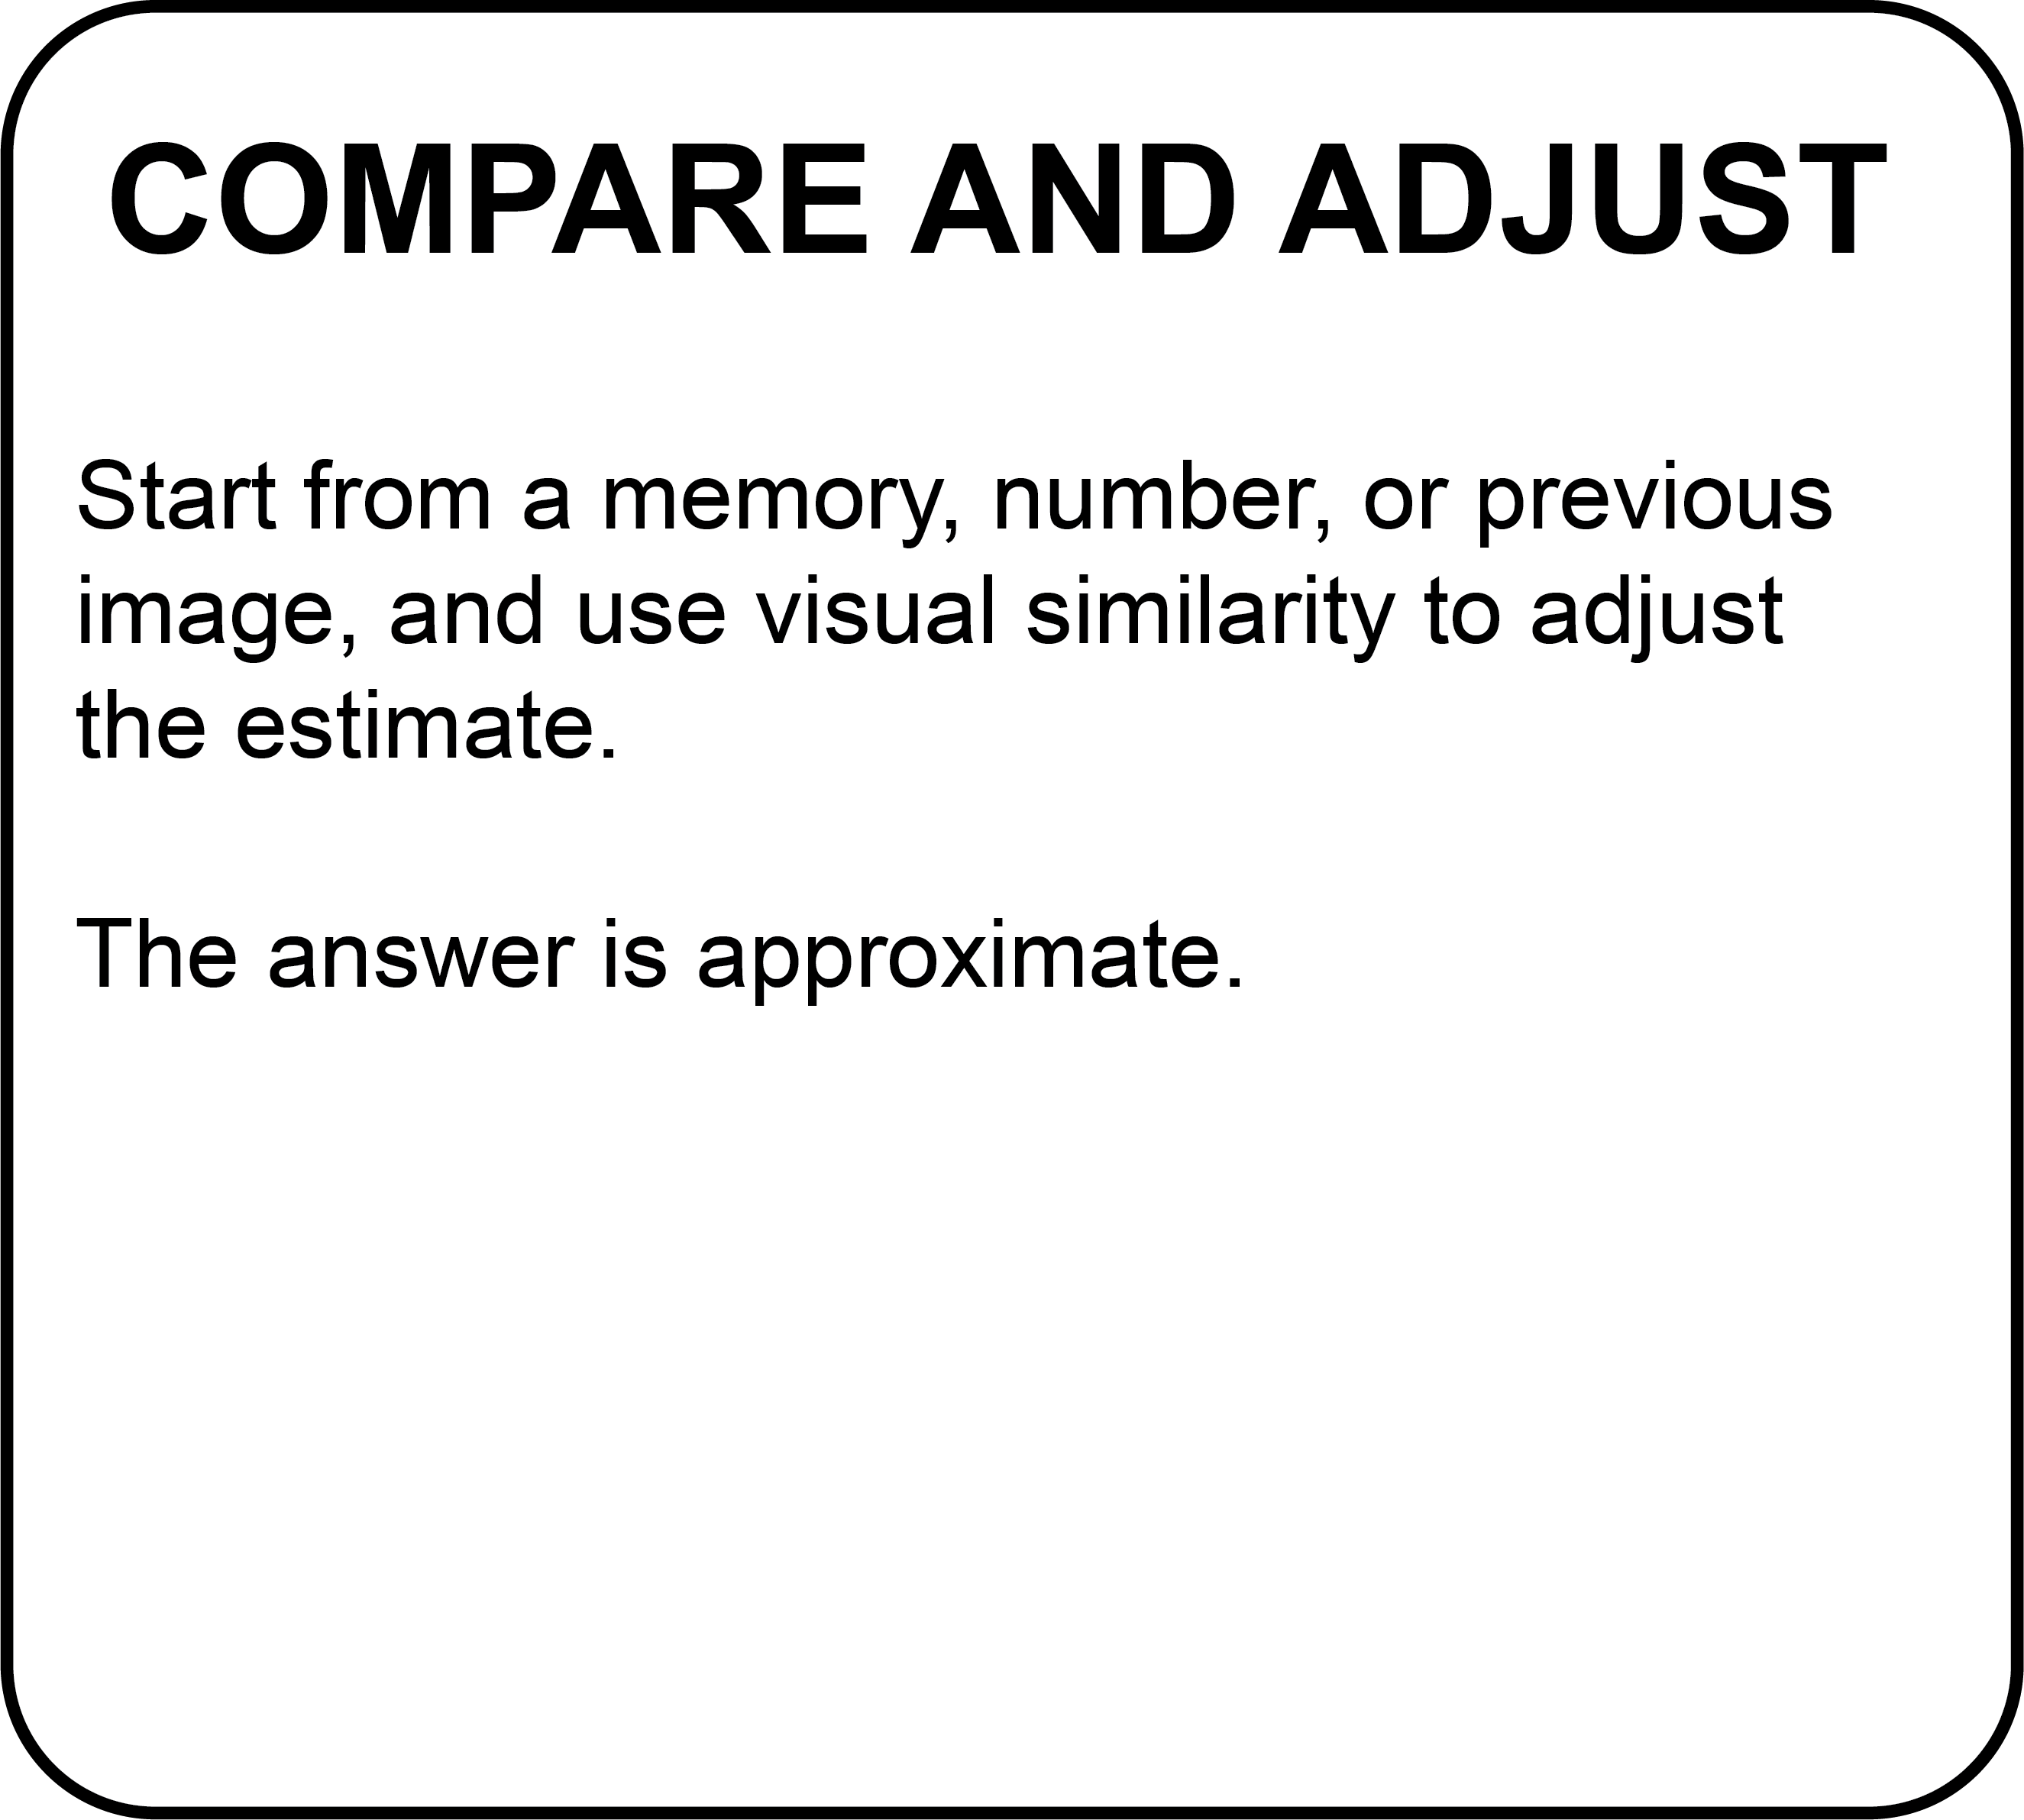 COMPARE AND ADJUST
Start from a memory, number, or previous
image, and use visual similarity to adjust
the estimate.
The answer is approximate.